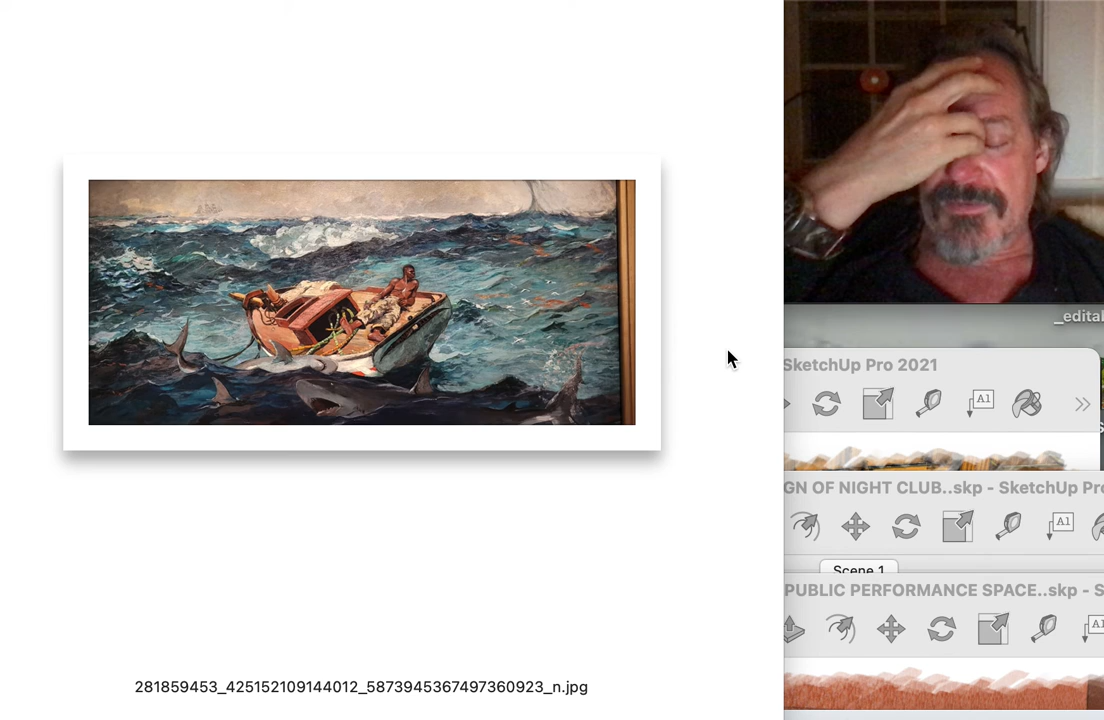 _edital
SketchUp Pro 2021
A1
GN OF NIGHT CLUB..skp - SketchUp Pro
A1
Scene 1
PUBLIC PERFORMANCE SPACE..skp - S
A1
281859453_425152109144012_5873945367497360923_n.jpg